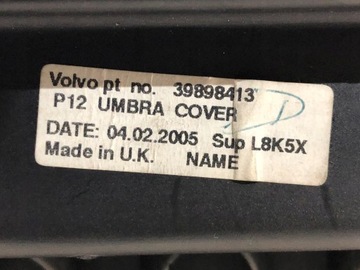 Volvo pt no. 39898413
P12 UMBRA COVER
DATE: 04.02.2005 Sup L8K5X
Made in U.K. NAME